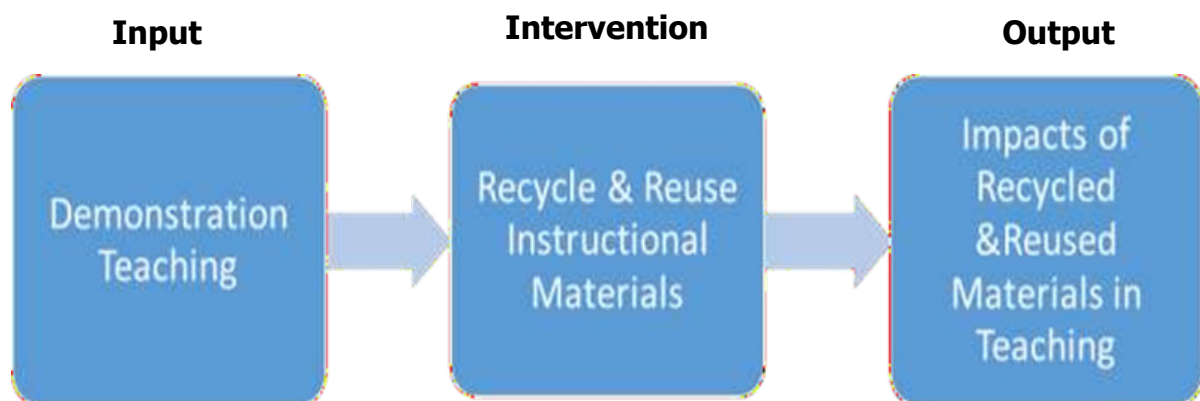 Input
Intervention
Output
Demonstration
Teaching
Recycle & Reuse
Instructional
Materials
Impacts of
Recycled
&Reused
Materials in
Teaching